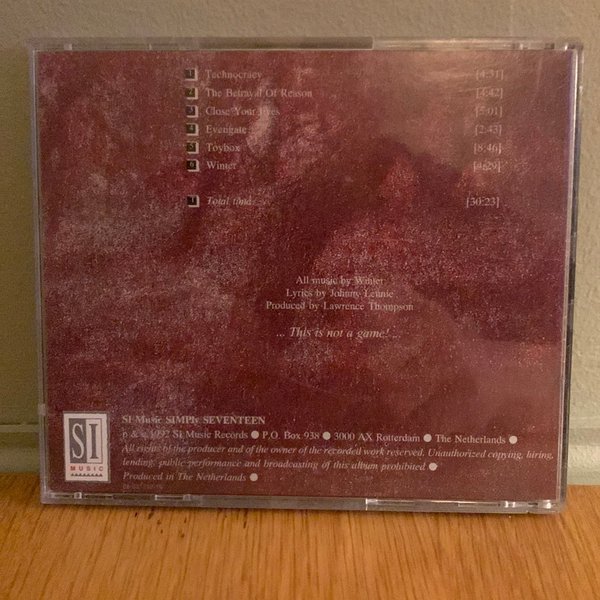 1 Technocracy [4:31]
2 The Betrayal Of Reason [4:42]
3 Close Your Eyes [5:01]
4 Evengate [2:43]
5 Toybox [8:46]
6 Winter
Total time [30:23]
All music by Winter
Lyrics by Johnny
Produced by Lawrence Thompson
... This is not a game!...
SI MUSIC
SI Music SIMPly SEVENTEEN
p & c 1992 SI Music Records ● P.O. Box 938 ● 3000 AX Rotterdam ● The Netherlands ●
All rights of the producer and of the owner of the recorded work reserved. Unauthorized copying, hiring,
lending, public performance and broadcasting of this album prohibited ●
Produced in The Netherlands ●